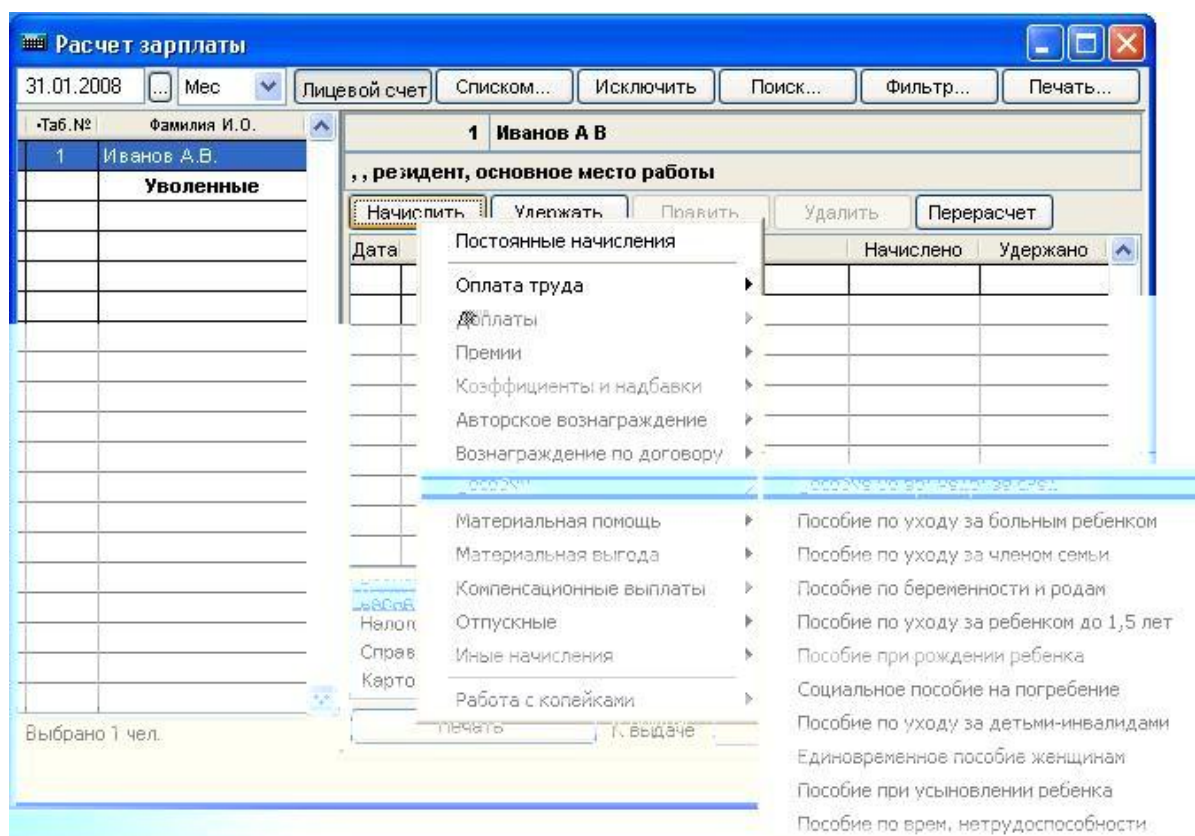 Расчет зарплаты
31.01.2008 ... Мес Лицевой счет Списком... Исключить Поиск... Фильтр... Печать...
•Таб.№ Фамилия И.О.
1 Иванов А.В.
Уволенные
1 Иванов А В
, , резидент, основное место работы
Начислить Удержать Править Удалить Перерасчет
Дата Начислено Удержано
Постоянные начисления
Оплата труда
Доплаты
Премии
Коэффициенты и надбавки
Авторское вознаграждение
Вознаграждение по договору
Материальная помощь
Материальная выгода
Компенсационные выплаты
Отпускные
Иные начисления
Работа с копейками
Пособие по уходу за больным ребенком
Пособие по уходу за членом семьи
Пособие по беременности и родам
Пособие по уходу за ребенком до 1,5 лет
Пособие при рождении ребенка
Социальное пособие на погребение
Пособие по уходу за детьми-инвалидами
Единовременное пособие женщинам
Пособие при усыновлении ребенка
Пособие по врем. нетрудоспособности
Налог
Справ
Карто
Печать К выдаче
Выбрано 1 чел.